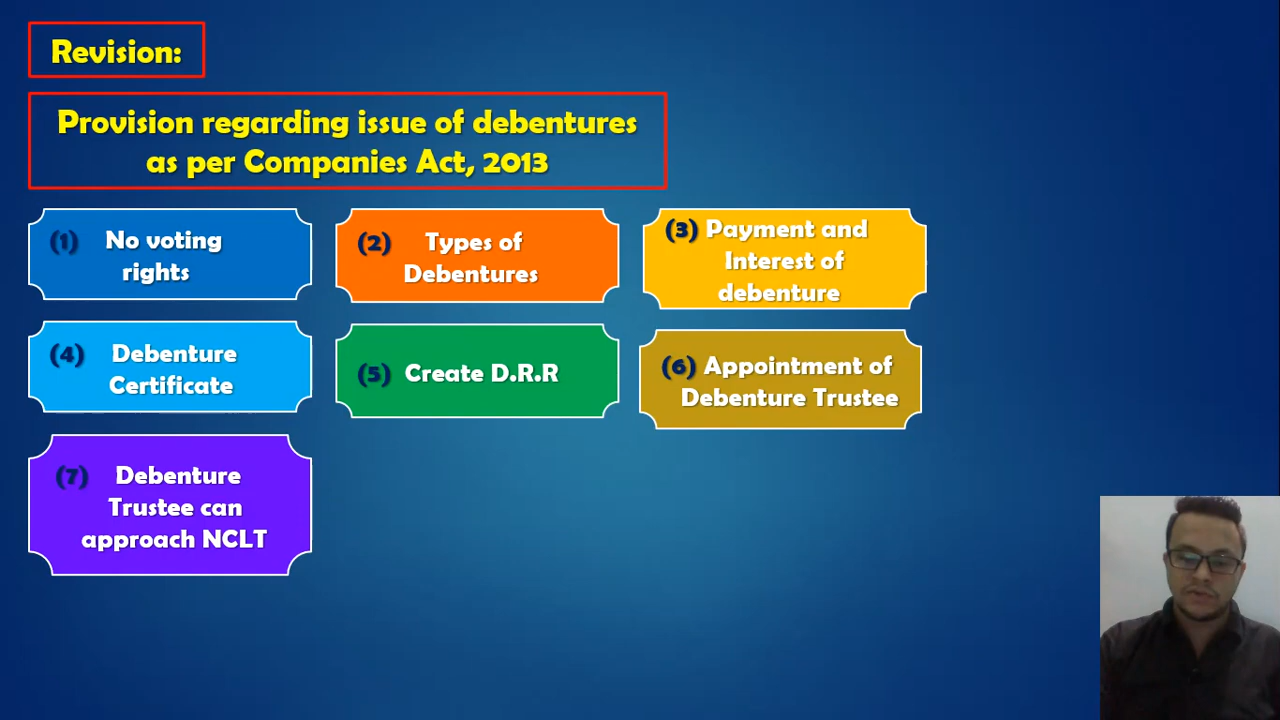 Revision:
Provision regarding issue of debentures
as per Companies Act, 2013
(1) No voting
rights
(2) Types of
Debentures
(3) Payment and
Interest of
debenture
(4) Debenture
Certificate
(5) Create D.R.R
(6) Appointment of
Debenture Trustee
(7) Debenture
Trustee can
approach NCLT